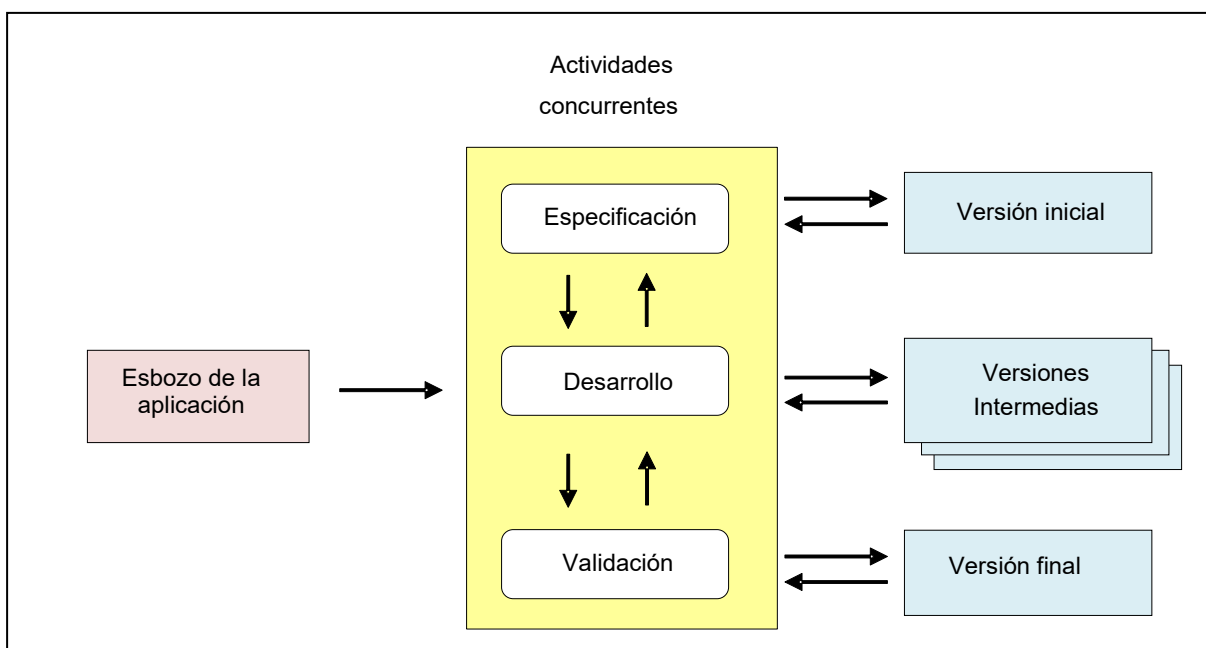 Actividades
concurrentes
Especificación
Versión inicial
Esbozo de la
aplicación
Desarrollo
Versiones
Intermedias
Validación
Versión final